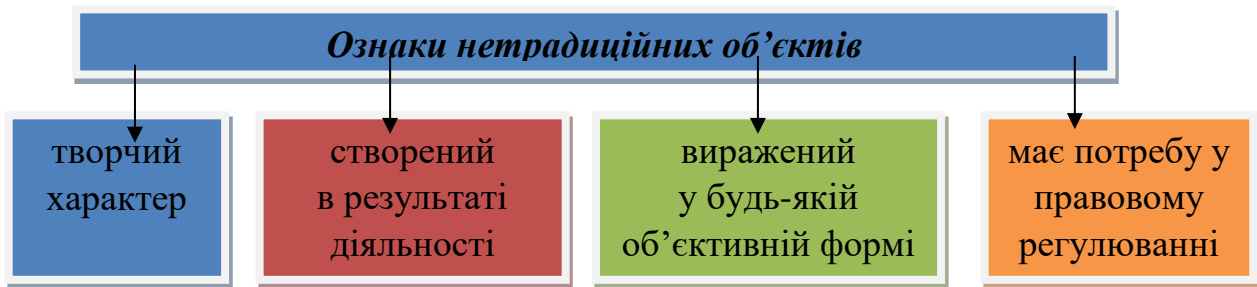 Ознаки нетрадиційних об’єктів
творчий
характер
створений
в результаті
діяльності
виражений
у будь-якій
об’єктивній формі
має потребу у
правовому
регулюванні